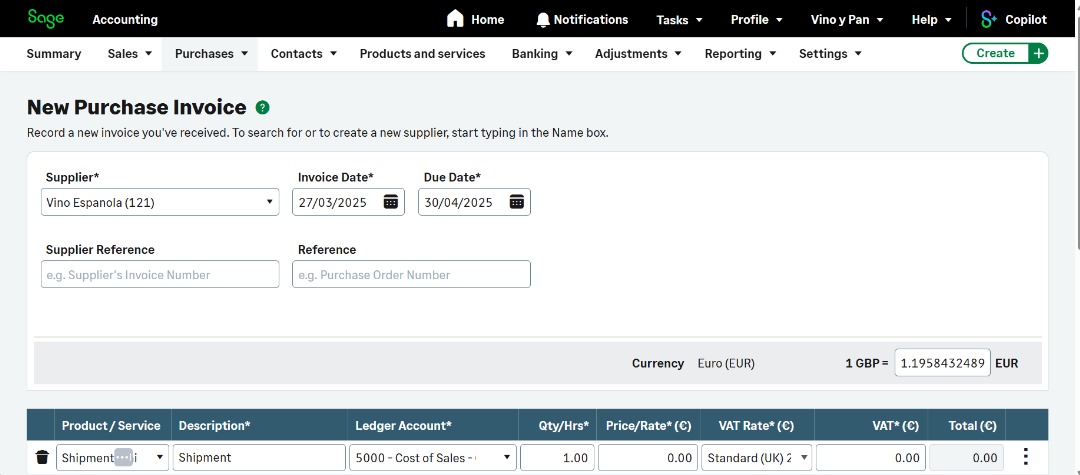 Sage Accounting Home Notifications Tasks Profile Vino y Pan Help Copilot
Summary Sales Purchases Contacts Products and services Banking Adjustments Reporting Settings Create +
New Purchase Invoice ?
Record a new invoice you've received. To search for or to create a new supplier, start typing in the Name box.
Supplier* Invoice Date* Due Date*
Vino Espanola (121) 27/03/2025 30/04/2025
Supplier Reference Reference
e.g. Supplier's Invoice Number e.g. Purchase Order Number
Currency Euro (EUR) 1 GBP = 1.1958432489 EUR
Product / Service Description* Ledger Account* Qty/Hrs* Price/Rate* (€) VAT Rate* (€) VAT* (€) Total (€)
Shipment Shipment 5000 - Cost of Sales - 1.00 0.00 Standard (UK) 2 0.00 0.00